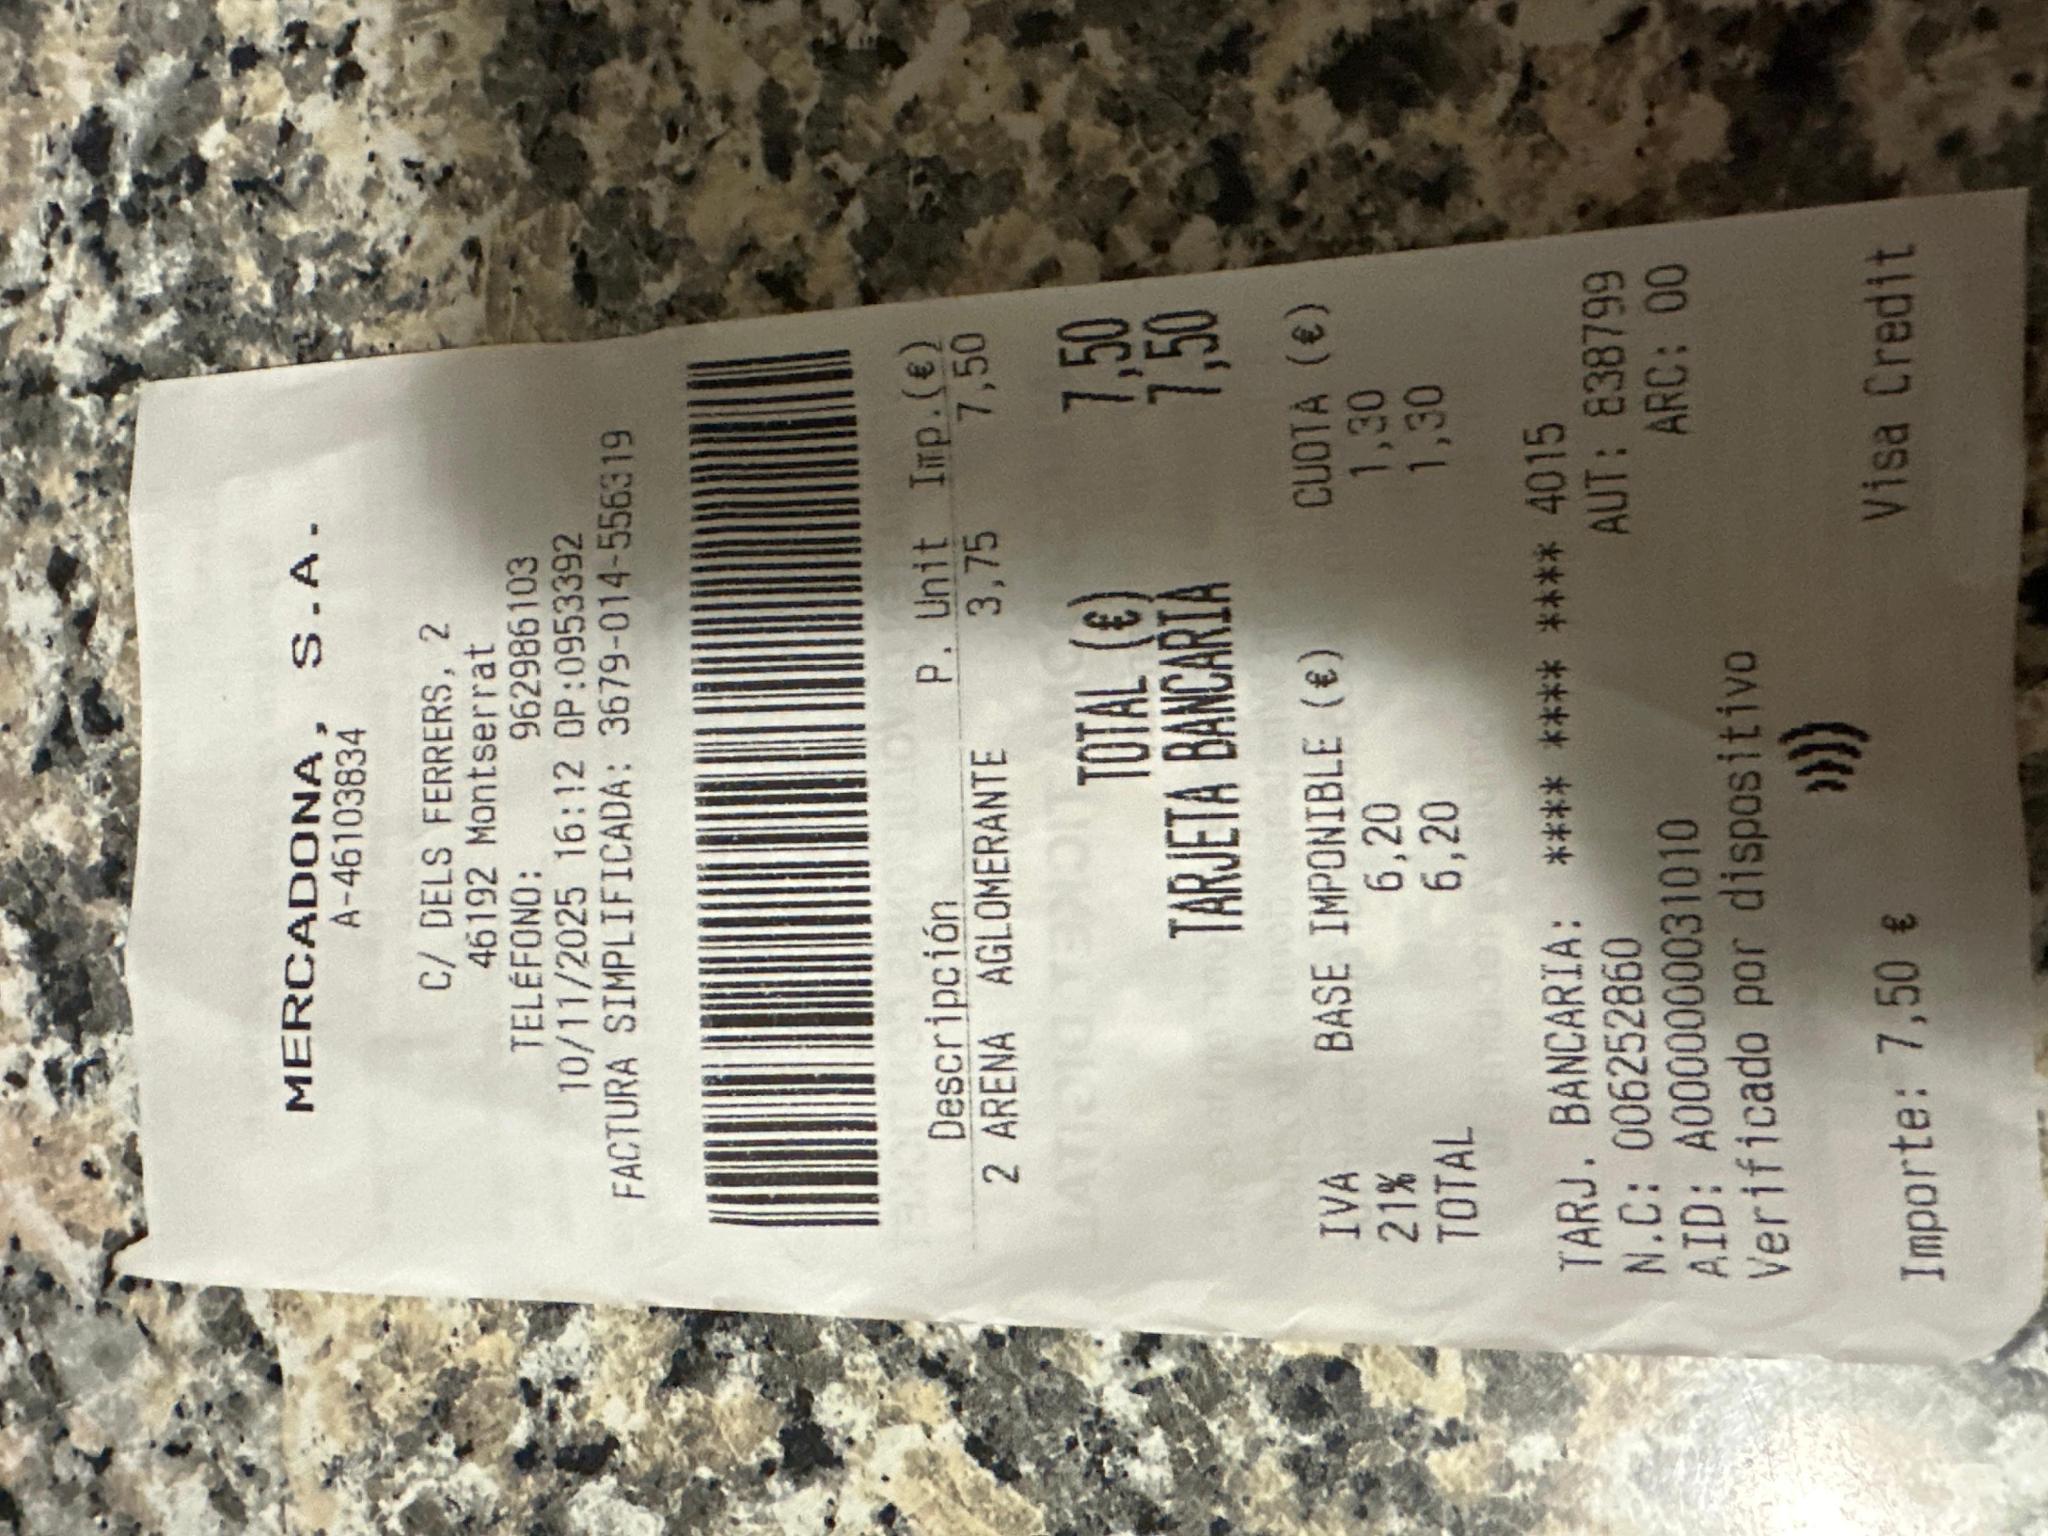 MERCADONA, S.A.
A-46103834
C/ DELS FERRERS, 2
46192 Montserrat
TELÉFONO: 962986103
10/11/2025 16:12 OP:0953392
FACTURA SIMPLIFICADA: 3679-014-556319
Descripción P. Unit Imp.(€)
2 ARENA AGLOMERANTE 3,75 7,50
TOTAL (€) 7,50
TARJETA BANCARIA 7,50
IVA BASE IMPONIBLE (€) CUOTA (€)
21% 6,20 1,30
TOTAL 6,20 1,30
TARJ. BANCARIA: **** **** **** 4015
N.C: 006252860 AUT: 838799
AID: A0000000031010 ARC: 00
Verificado por dispositivo
Importe: 7,50 € Visa Credit